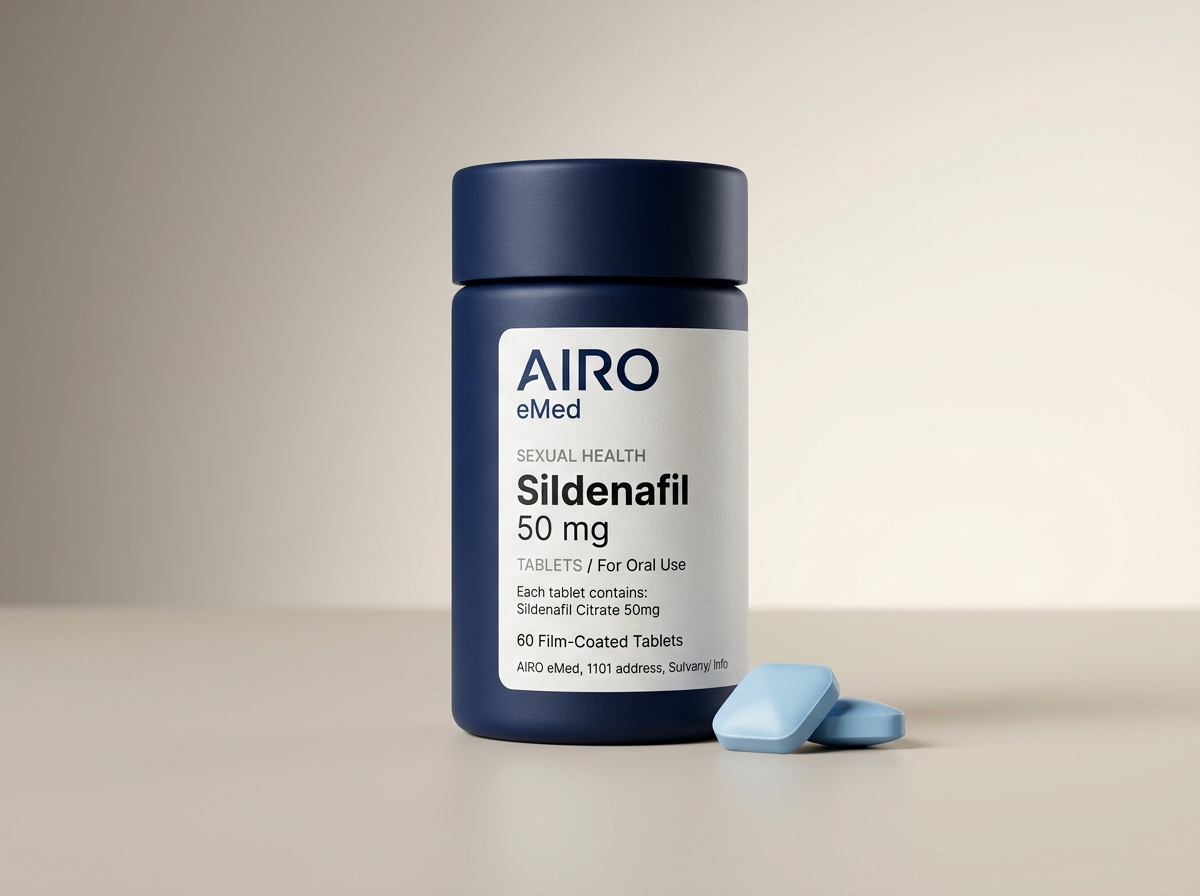 AIRO
eMed
SEXUAL HEALTH
Sildenafil
50 mg
TABLETS / For Oral Use
Each tablet contains:
Sildenafil Citrate 50mg
60 Film-Coated Tablets
AIRO eMed, 1101 address, Sulvany/ Info